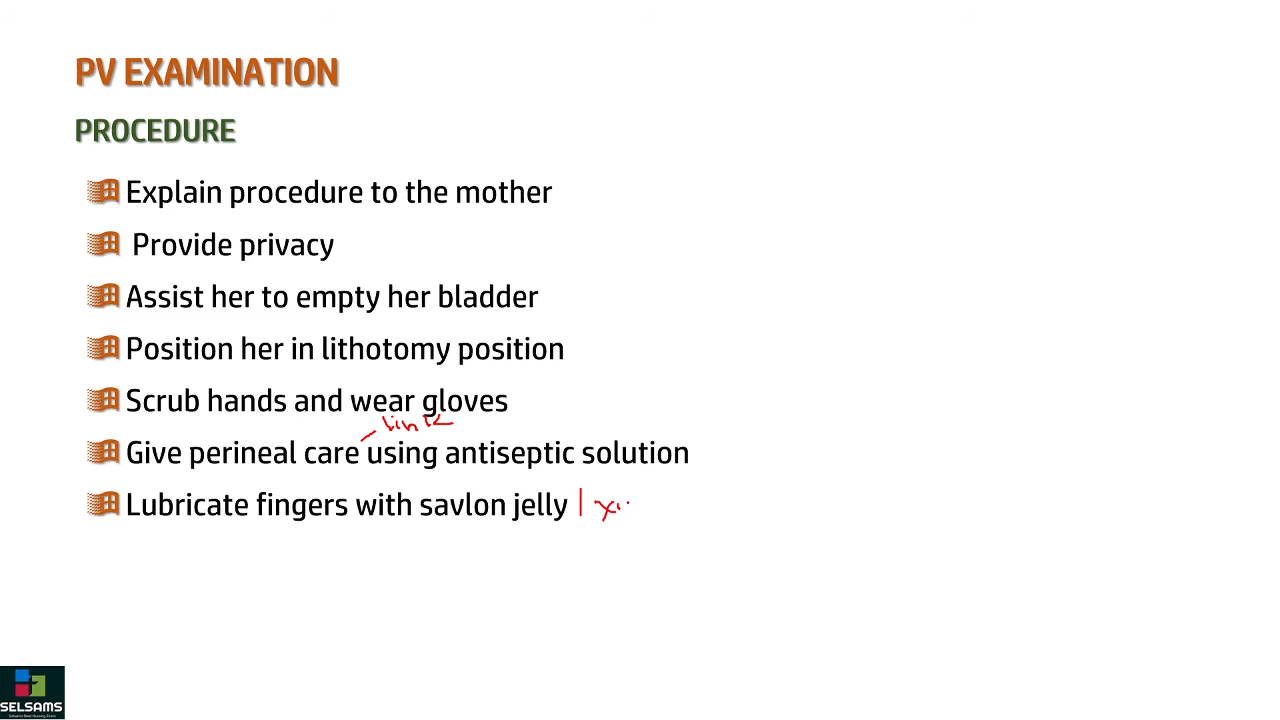 PV EXAMINATION
PROCEDURE
Explain procedure to the mother
Provide privacy
Assist her to empty her bladder
Position her in lithotomy position
Scrub hands and wear gloves
Give perineal care using antiseptic solution
Lubricate fingers with savlon jelly
SELSAMS